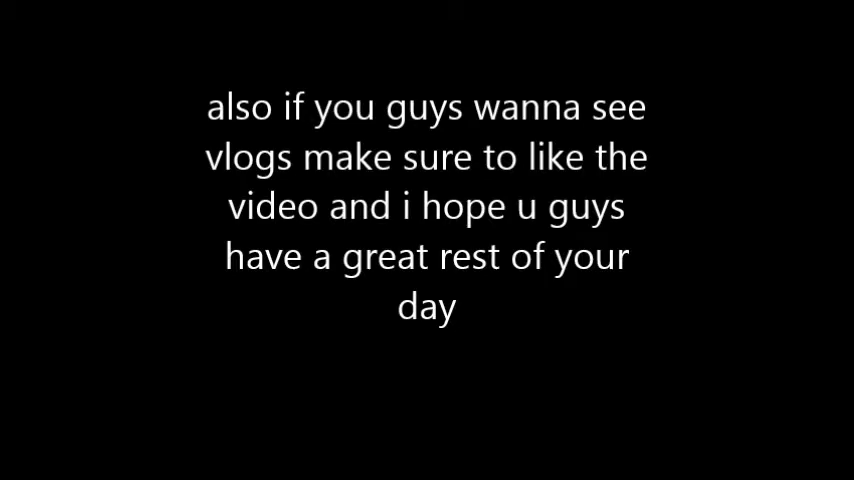 also if you guys wanna see
vlogs make sure to like the
video and i hope u guys
have a great rest of your
day